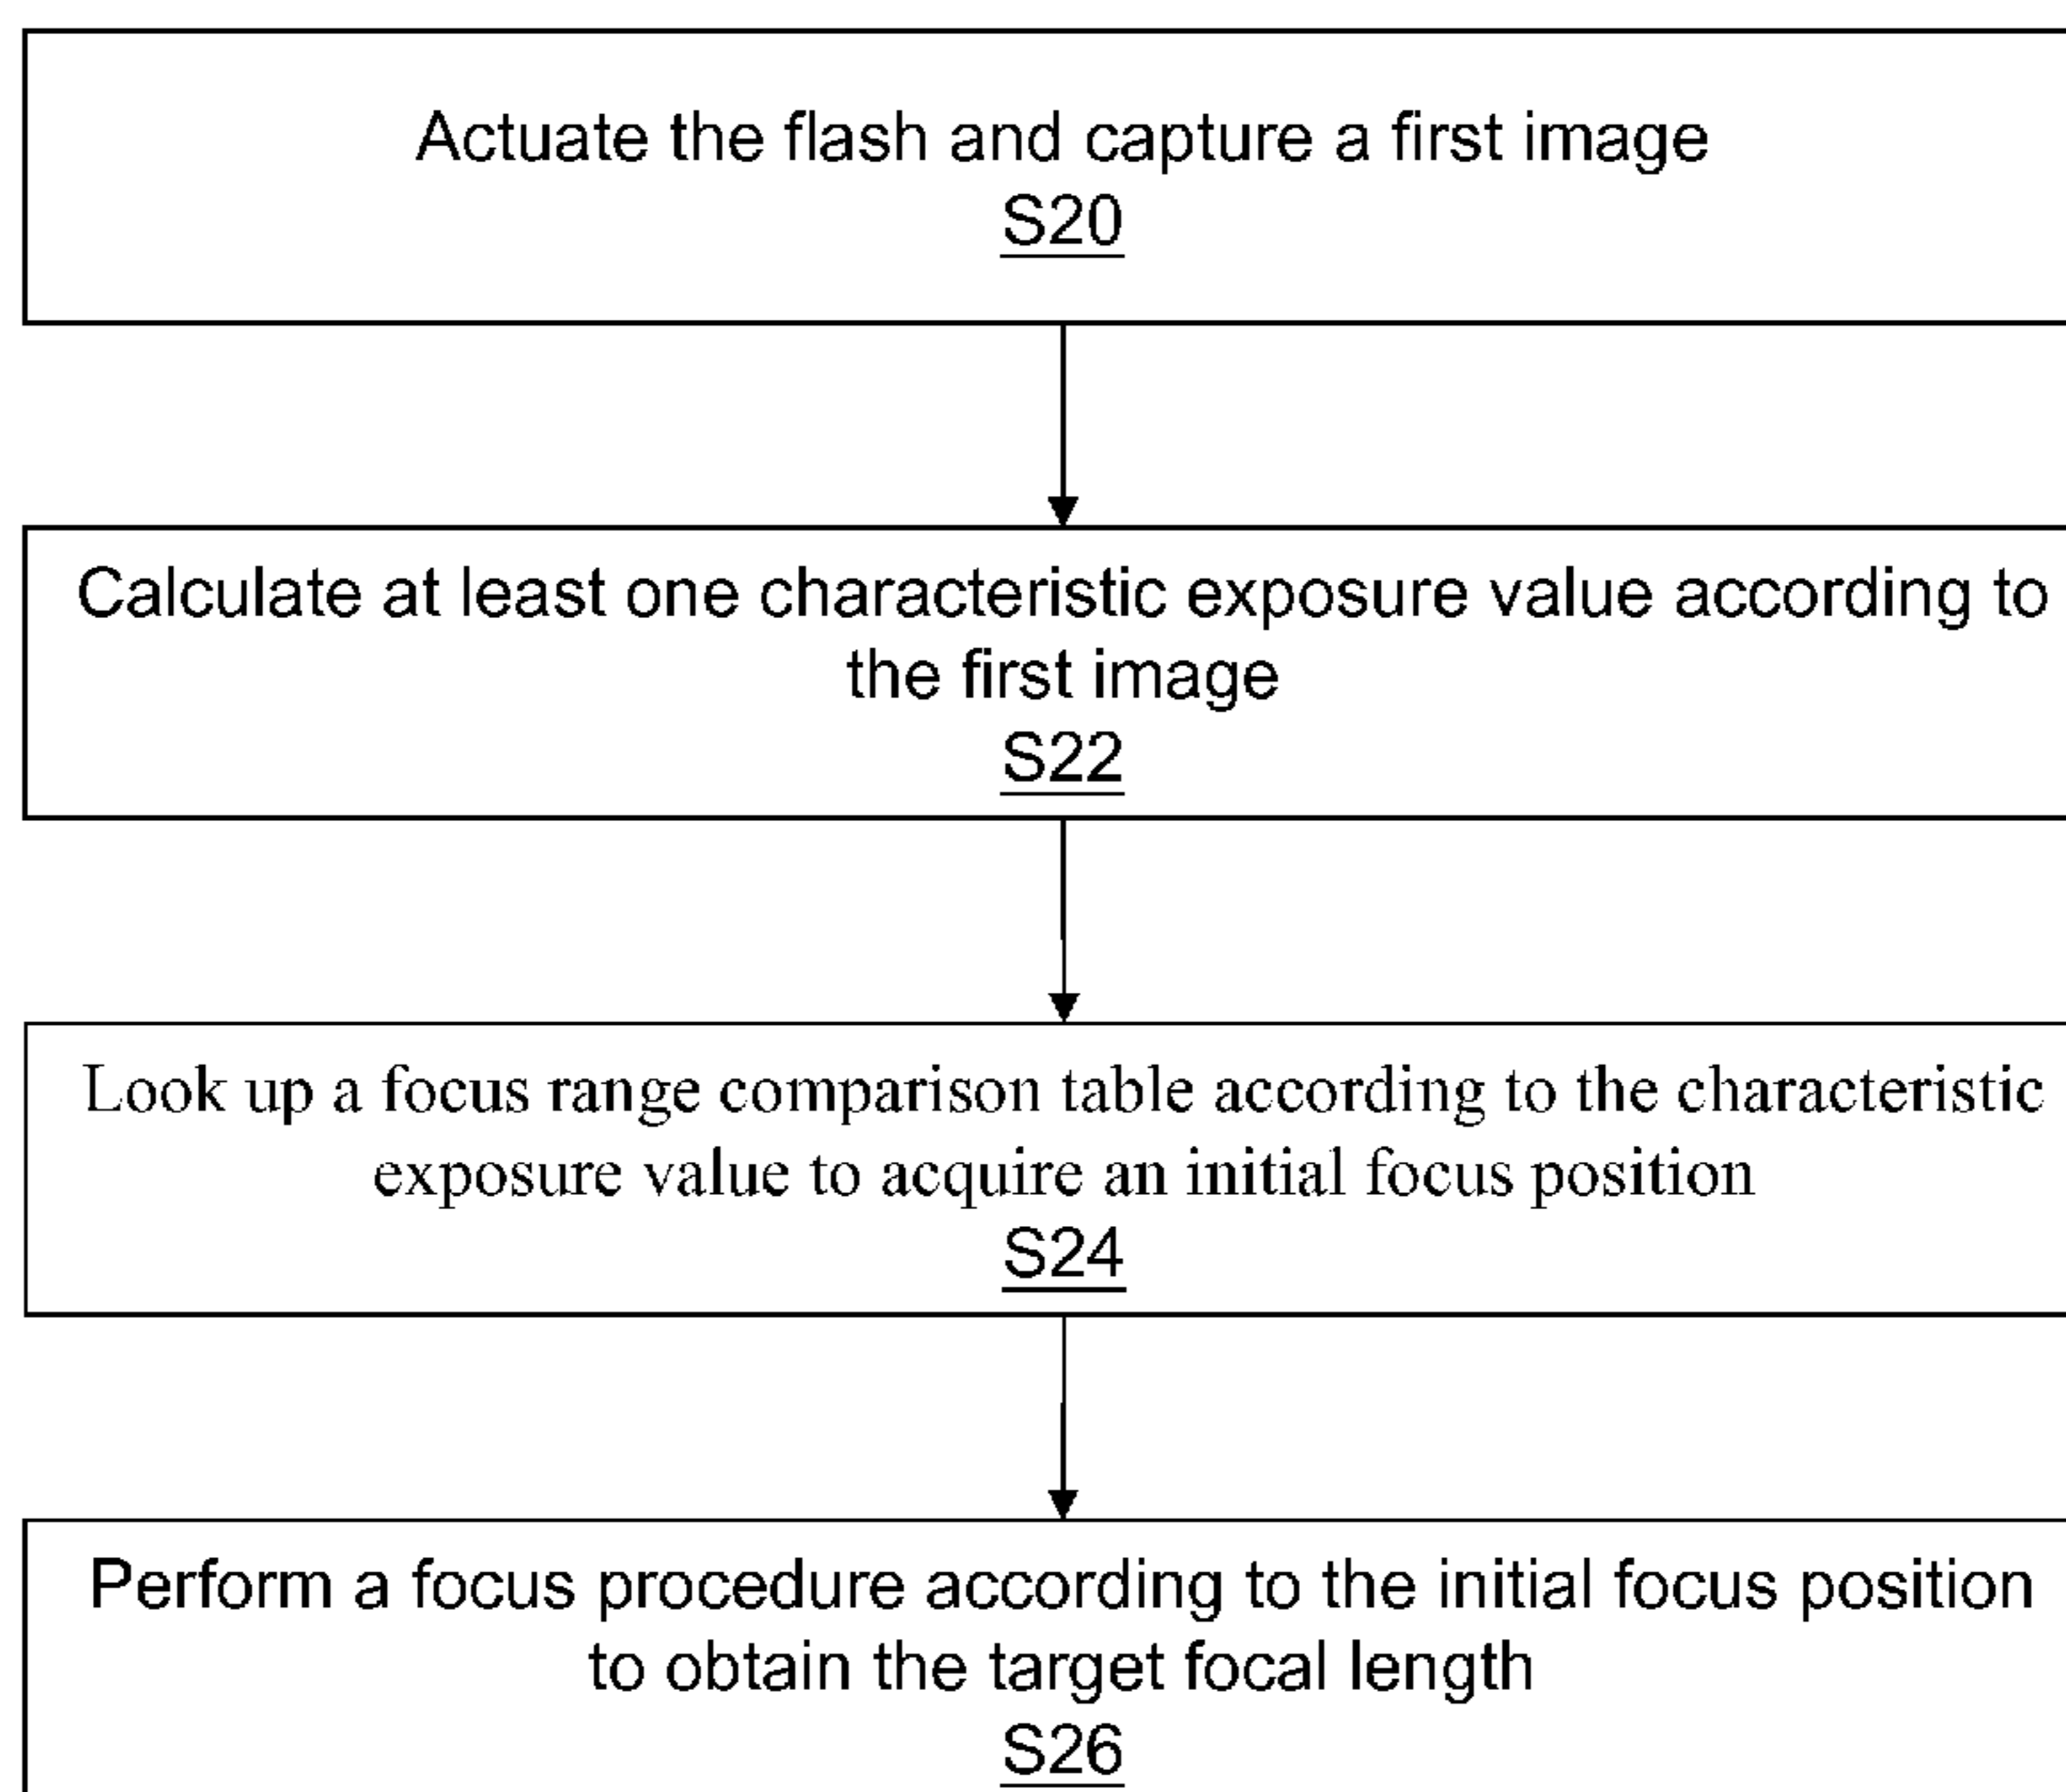 Actuate the flash and capture a first image
S20
Calculate at least one characteristic exposure value according to
the first image
S22
Look up a focus range comparison table according to the characteristic
exposure value to acquire an initial focus position
S24
Perform a focus procedure according to the initial focus position
to obtain the target focal length
S26